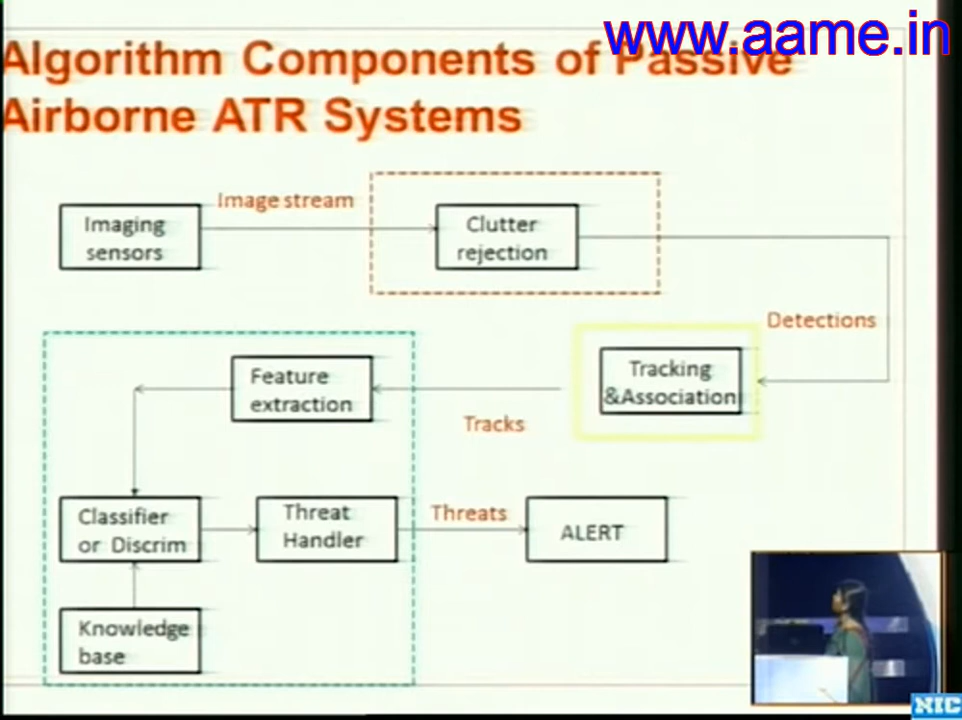 www.aame.in
Algorithm Components of Passive
Airborne ATR Systems
Image stream
Imaging
sensors
Clutter
rejection
Detections
Feature
extraction
Tracking
&Association
Tracks
Classifier
or Discrim
Threat
Handler
Threats
ALERT
Knowledge
base
NIC